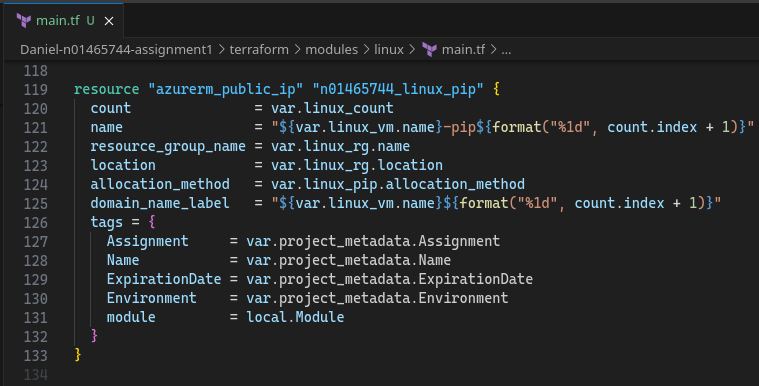 main.tf U ×
Daniel-n01465744-assignment1 > terraform > modules > linux > main.tf > ...
118
119 resource "azurerm_public_ip" "n01465744_linux_pip" {
120   count               = var.linux_count
121   name                = "${var.linux_vm.name}-pip${format("%1d", count.index + 1)}"
122   resource_group_name = var.linux_rg.name
123   location            = var.linux_rg.location
124   allocation_method   = var.linux_pip.allocation_method
125   domain_name_label   = "${var.linux_vm.name}${format("%1d", count.index + 1)}"
126   tags = {
127     Assignment     = var.project_metadata.Assignment
128     Name           = var.project_metadata.Name
129     ExpirationDate = var.project_metadata.ExpirationDate
130     Environment    = var.project_metadata.Environment
131     module         = local.Module
132   }
133 }
134